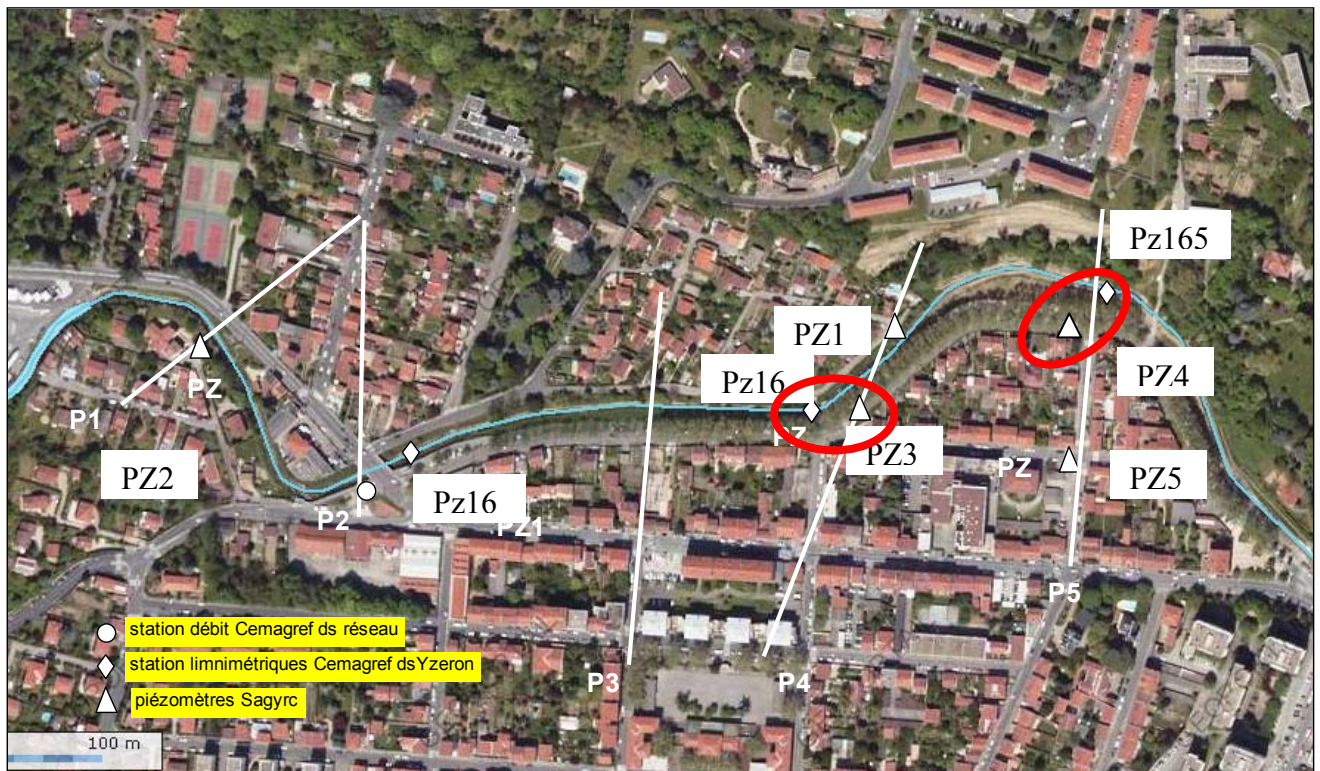 Pz165
PZ1
Pz16
PZ4
PZ
P1
PZ
PZ3
PZ
PZ2
PZ5
Pz16
P2
PZ1
P5
station débit Cemagref ds réseau
station limnimétriques Cemagref dsYzeron
P3
P4
piézomètres Sagyrc
100 m